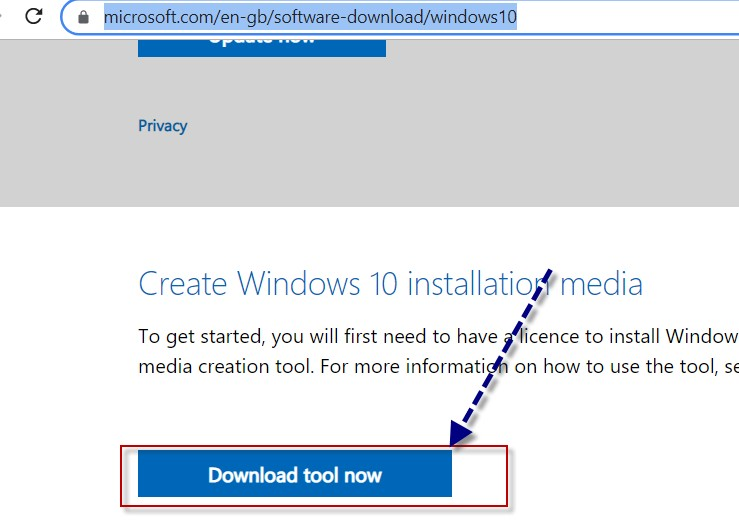 microsoft.com/en-gb/software-download/windows10
Update now
Privacy
Create Windows 10 installation media
To get started, you will first need to have a licence to install Window
media creation tool. For more information on how to use the tool, se
Download tool now